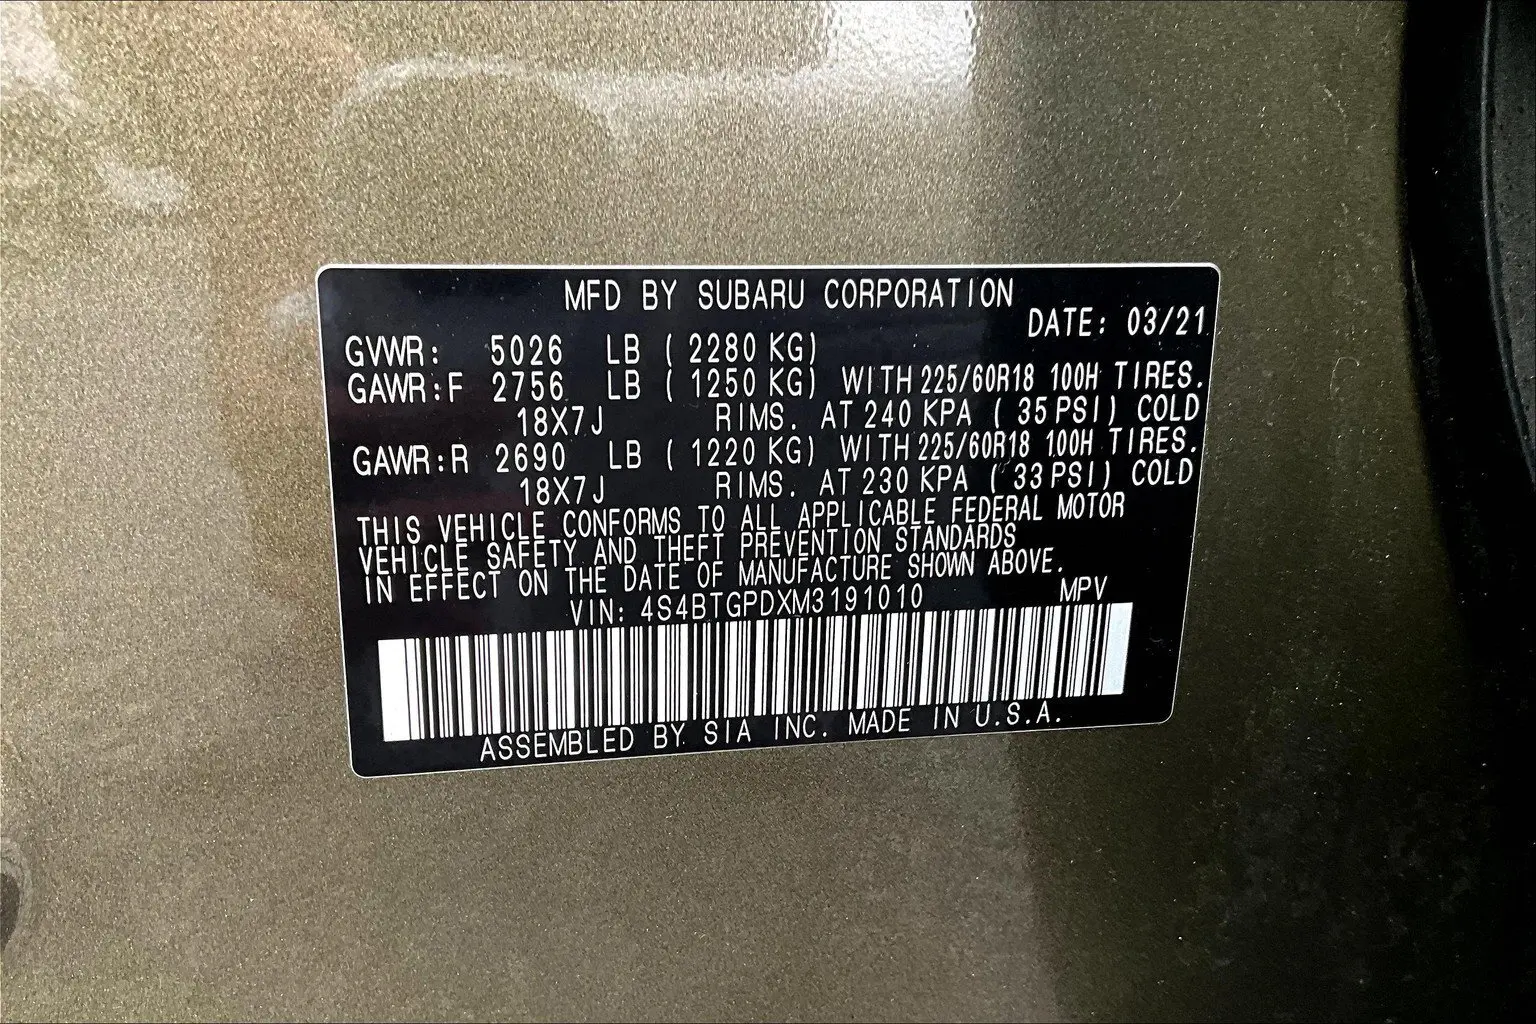 MFD BY SUBARU CORPORATION
DATE: 03/21
GVWR: 5026 LB ( 2280 KG)
GAWR:F 2756 LB ( 1250 KG) WITH 225/60R18 100H TIRES.
18X7J RIMS. AT 240 KPA ( 35 PSI) COLD
GAWR:R 2690 LB ( 1220 KG) WITH 225/60R18 100H TIRES.
18X7J RIMS. AT 230 KPA ( 33 PSI) COLD
THIS VEHICLE CONFORMS TO ALL APPLICABLE FEDERAL MOTOR
VEHICLE SAFETY AND THEFT PREVENTION STANDARDS
IN EFFECT ON THE DATE OF MANUFACTURE SHOWN ABOVE.
VIN: 4S4BTGPDXM3191010 MPV
ASSEMBLED BY SIA INC. MADE IN U.S.A.